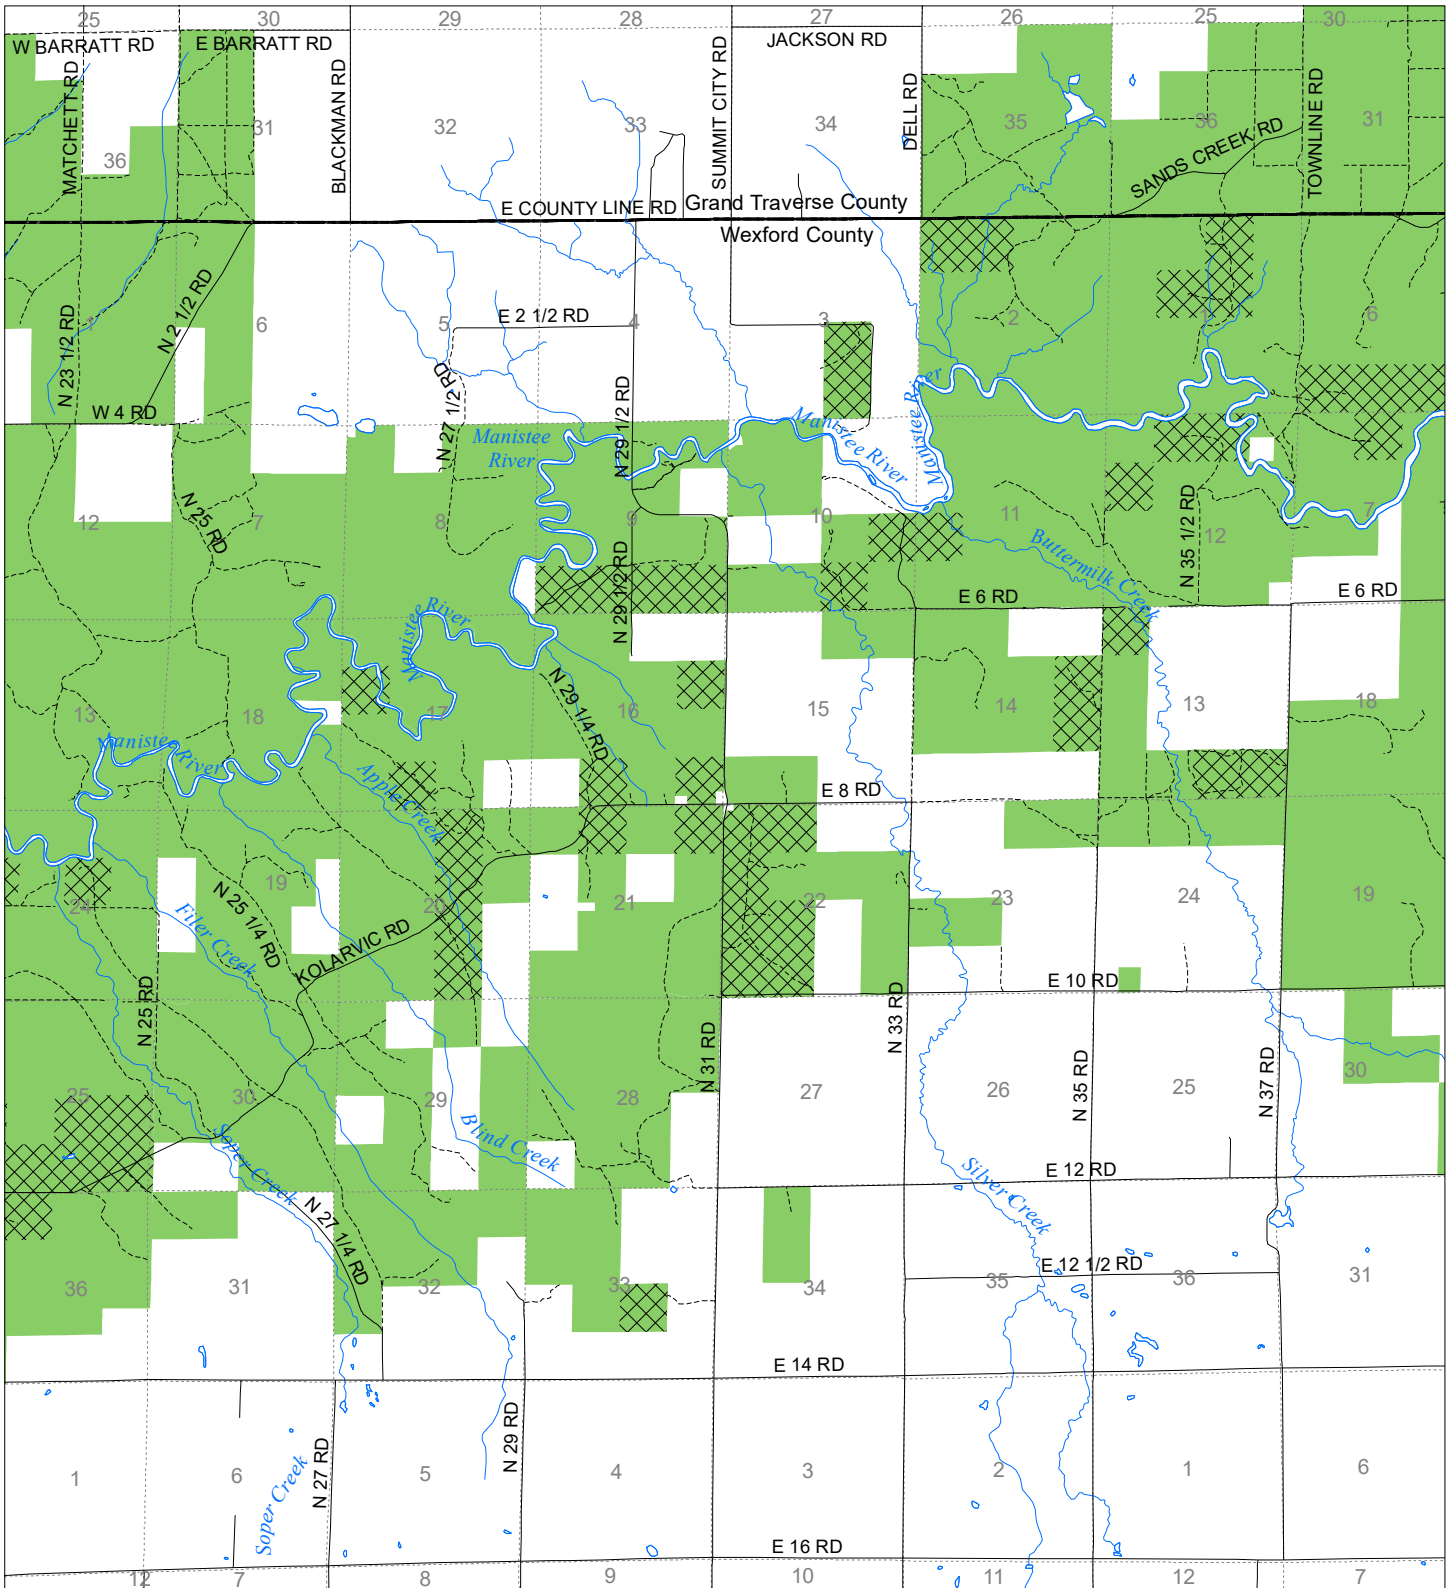 25
30
29
28
27
26
25
30
W BARRATT RD
E BARRATT RD
JACKSON RD
MATCHETT RD
BLACKMAN RD
SUMMIT CITY RD
DELL RD
TOWNLINE RD
SANDS CREEK RD
36
31
32
33
34
35
36
31
E COUNTY LINE RD
Grand Traverse County
Wexford County
N 23 1/2 RD
N 2 1/2 RD
E 2 1/2 RD
1
6
5
4
3
2
1
6
W 4 RD
N 27 1/2 RD
N 29 1/2 RD
Manistee
River
Manistee River
Manistee River
N 25 RD
12
7
8
9
10
11
12
7
N 29 1/2 RD
N 35 1/2 RD
Buttermilk Creek
E 6 RD
E 6 RD
Manistee River
N 29 1/4 RD
13
18
17
16
15
14
13
18
Manistee River
Apple Creek
E 8 RD
N 25 1/4 RD
Filer Creek
KOLARVIC RD
24
19
20
21
22
23
24
19
E 10 RD
N 25 RD
N 31 RD
N 33 RD
N 35 RD
N 37 RD
25
30
29
28
27
26
25
30
Soper Creek
Blind Creek
Silver Creek
E 12 RD
N 27 1/4 RD
E 12 1/2 RD
36
31
32
33
34
35
36
31
E 14 RD
N 27 RD
N 29 RD
Soper Creek
1
6
5
4
3
2
1
6
E 16 RD
12
7
8
9
10
11
12
7